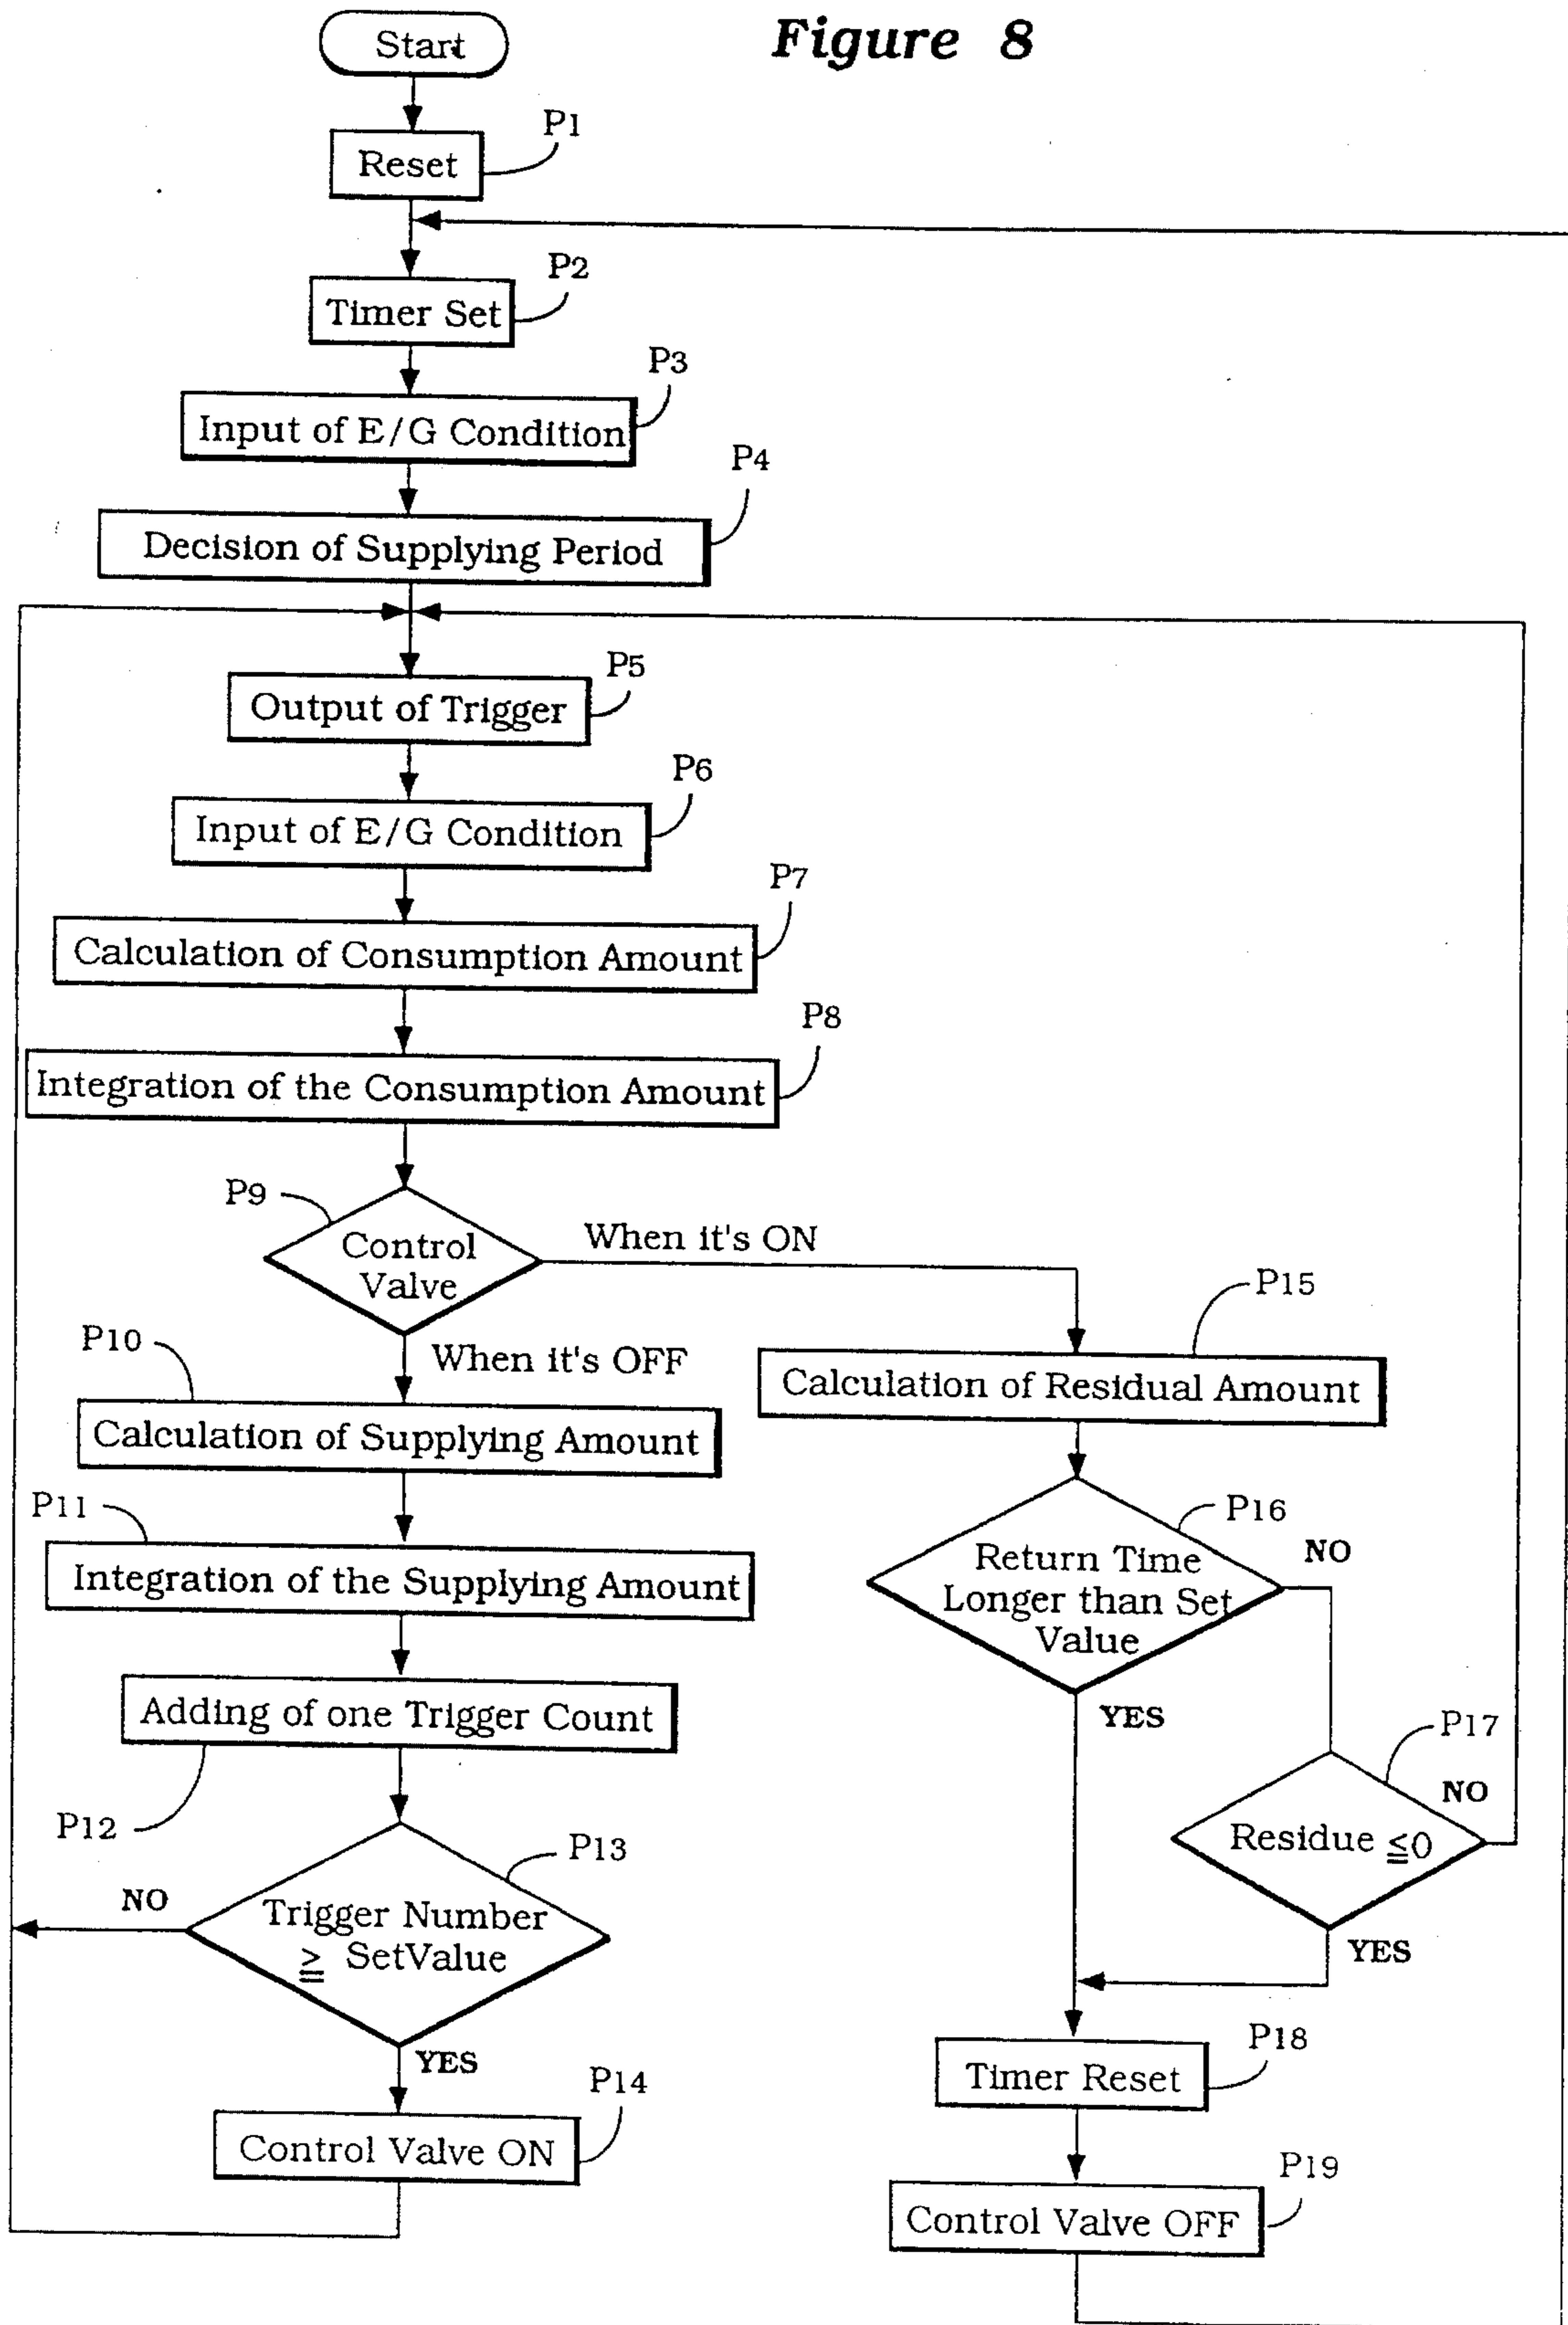 Figure 8
Start
P1
Reset
P2
Timer Set
P3
Input of E/G Condition
P4
Decision of Supplying Period
P5
Output of Trigger
P6
Input of E/G Condition
P7
Calculation of Consumption Amount
P8
Integration of the Consumption Amount
P9
Control
Valve
When it's ON
When it's OFF
P10
Calculation of Supplying Amount
P11
Integration of the Supplying Amount
Adding of one Trigger Count
P12
P13
NO
Trigger Number
≧ SetValue
YES
P14
Control Valve ON
P15
Calculation of Residual Amount
P16
NO
Return Time
Longer than Set
Value
YES
P17
NO
Residue ≦0
YES
P18
Timer Reset
P19
Control Valve OFF